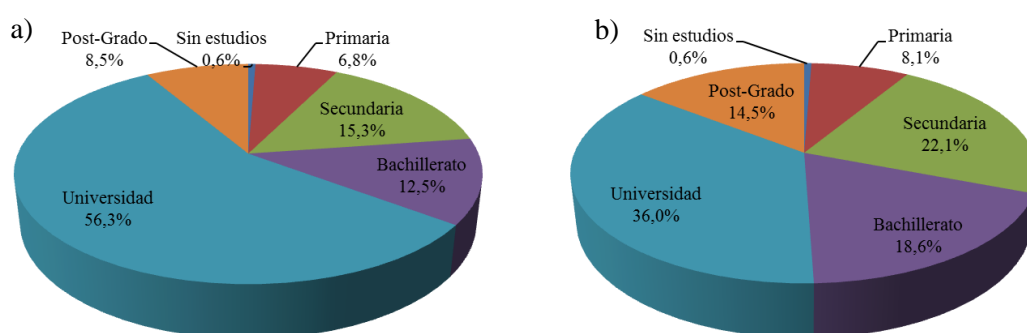 a)
Post-Grado
8,5%
Sin estudios
0,6%
Primaria
6,8%
Secundaria
15,3%
Bachillerato
12,5%
Universidad
56,3%
b)
Sin estudios
0,6%
Primaria
8,1%
Post-Grado
14,5%
Secundaria
22,1%
Universidad
36,0%
Bachillerato
18,6%